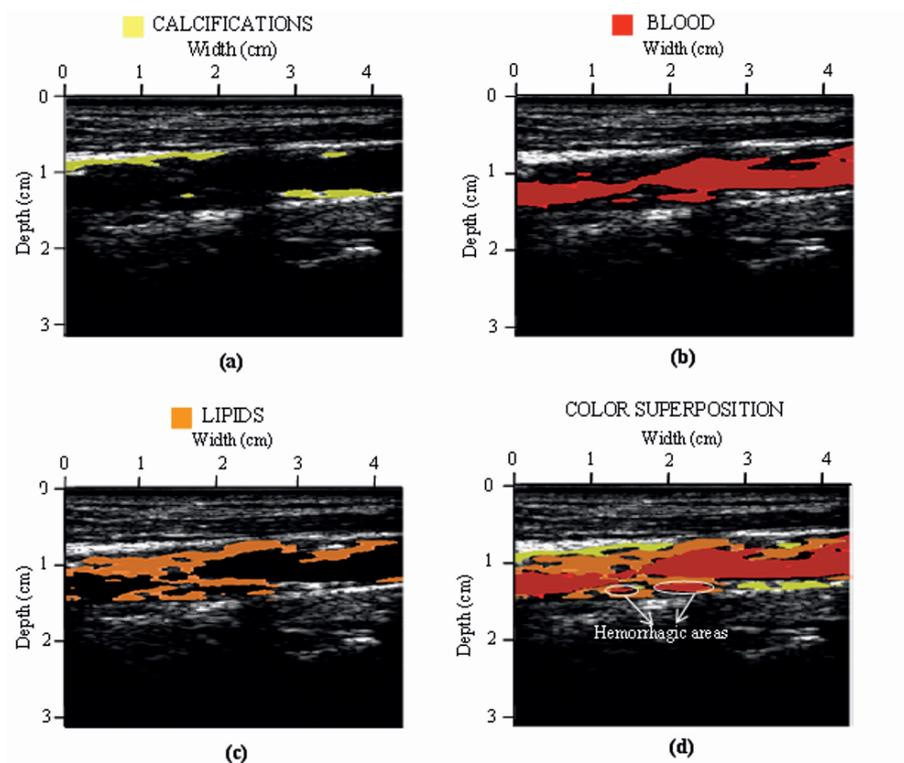 CALCIFICATIONS
Width (cm)
0 1 2 3 4
0
1
2
3
Depth (cm)
(a)
BLOOD
Width (cm)
0 1 2 3 4
0
1
2
3
Depth (cm)
(b)
LIPIDS
Width (cm)
0 1 2 3 4
0
1
2
3
Depth (cm)
(c)
COLOR SUPERPOSITION
Width (cm)
0 1 2 3 4
0
1
2
3
Depth (cm)
Hemorrhagic areas
(d)